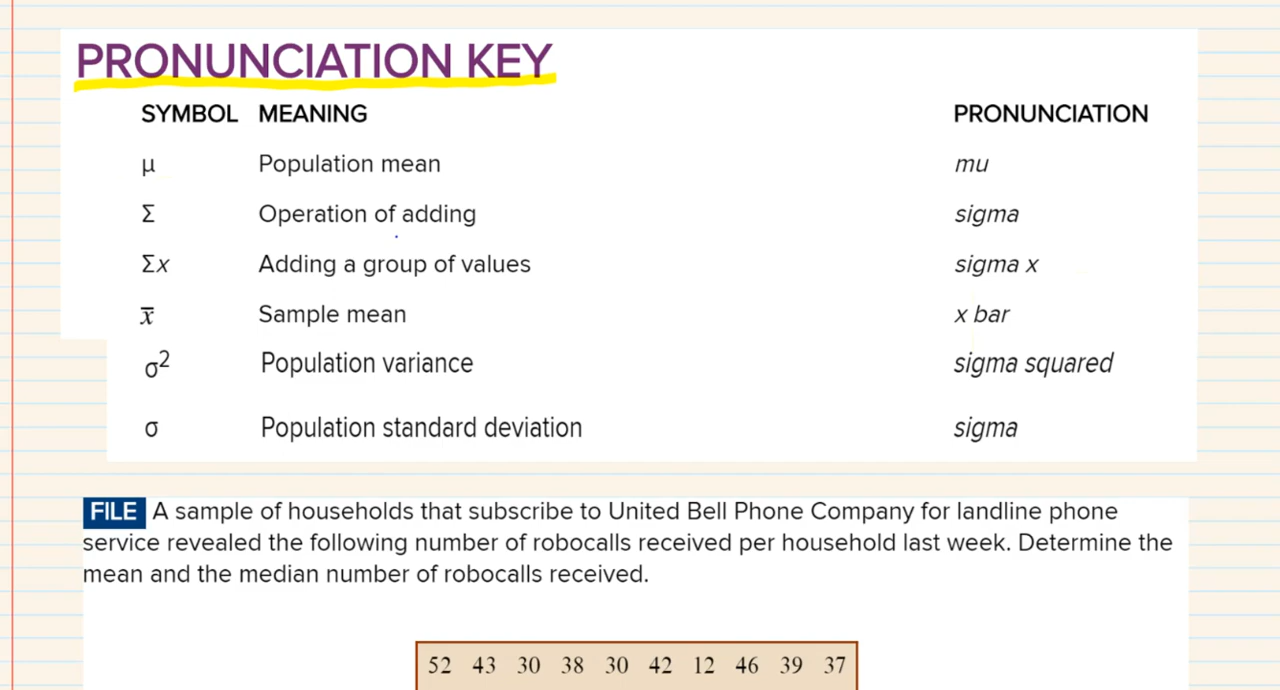 PRONUNCIATION KEY
SYMBOL MEANING PRONUNCIATION
μ Population mean mu
Σ Operation of adding sigma
Σx Adding a group of values sigma x
x̄ Sample mean x bar
σ² Population variance sigma squared
σ Population standard deviation sigma
FILE A sample of households that subscribe to United Bell Phone Company for landline phone
service revealed the following number of robocalls received per household last week. Determine the
mean and the median number of robocalls received.
52 43 30 38 30 42 12 46 39 37